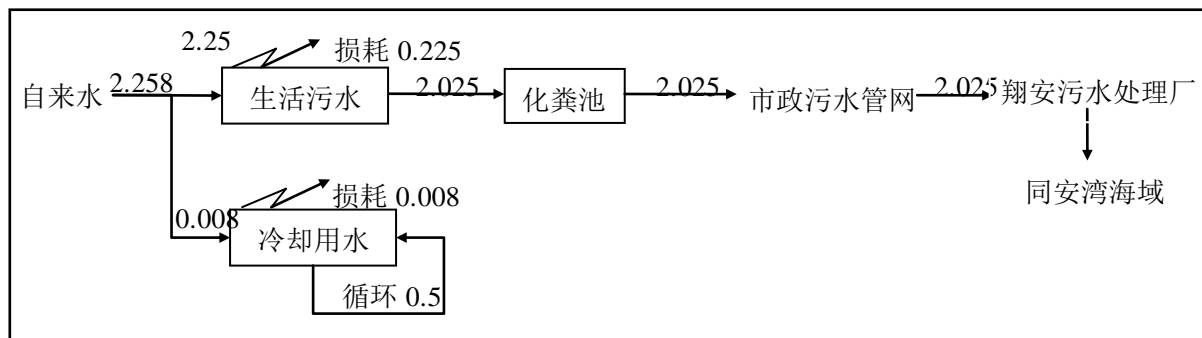 2.25
损耗 0.225
自来水
2.258
生活污水
2.025
化粪池
2.025
市政污水管网
2.025
翔安污水处理厂
同安湾海域
损耗 0.008
0.008
冷却用水
循环 0.5